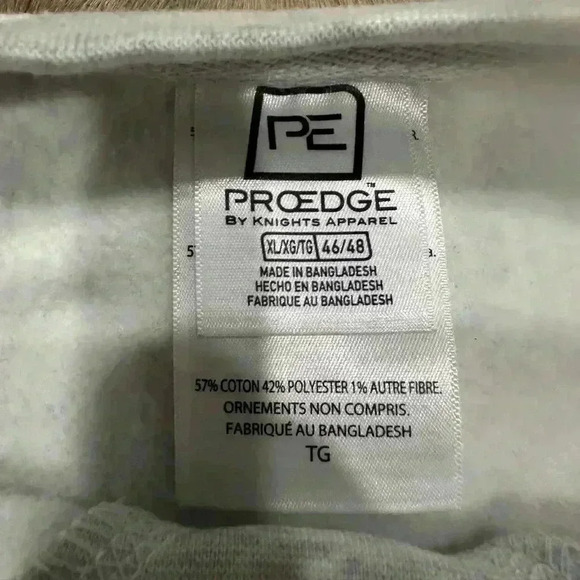 PE
PROEDGE™
BY KNIGHTS APPAREL
XL/XG/TG 46/48
MADE IN BANGLADESH
HECHO EN BANGLADESH
FABRIQUE AU BANGLADESH
57% COTON 42% POLYESTER 1% AUTRE FIBRE.
ORNEMENTS NON COMPRIS.
FABRIQUÉ AU BANGLADESH
TG